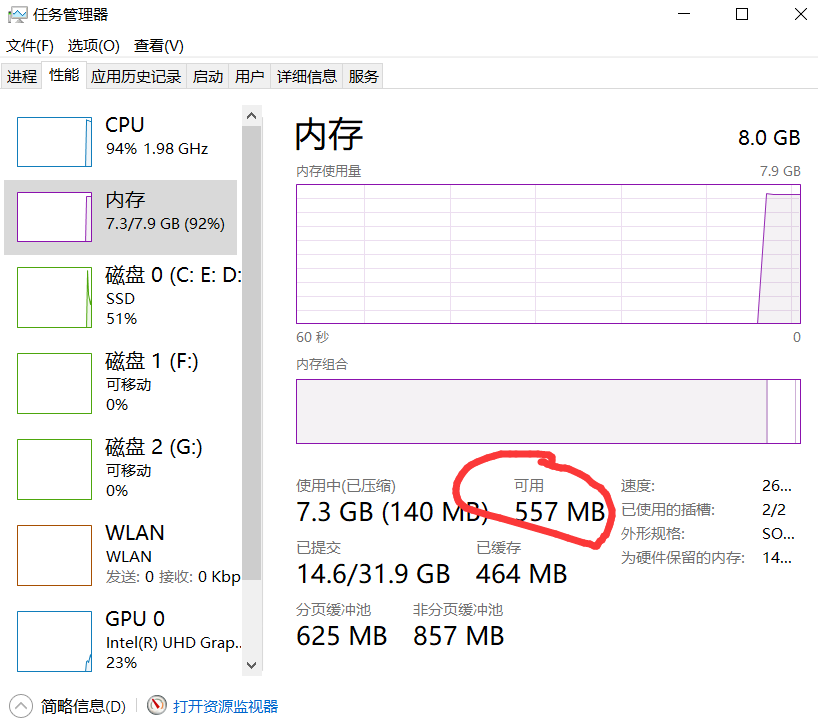 任务管理器
文件(F) 选项(O) 查看(V)
进程 性能 应用历史记录 启动 用户 详细信息 服务
CPU
94% 1.98 GHz
内存
7.3/7.9 GB (92%)
磁盘 0 (C: E: D:
SSD
51%
磁盘 1 (F:)
可移动
0%
磁盘 2 (G:)
可移动
0%
WLAN
WLAN
发送: 0 接收: 0 Kbp
GPU 0
Intel(R) UHD Grap...
23%
内存 8.0 GB
内存使用量 7.9 GB
60 秒 0
内存组合
使用中(已压缩) 可用
7.3 GB (140 MB) 557 MB
已提交 已缓存
14.6/31.9 GB 464 MB
分页缓冲池 非分页缓冲池
625 MB 857 MB
速度: 26...
已使用的插槽: 2/2
外形规格: SO...
为硬件保留的内存: 14...
简略信息(D) 打开资源监视器